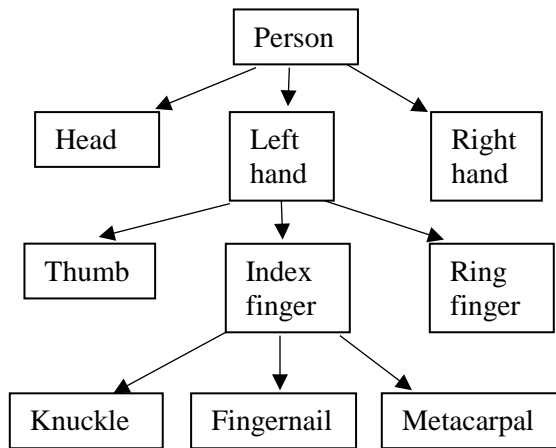 Person
Head
Left
hand
Right
hand
Thumb
Index
finger
Ring
finger
Knuckle
Fingernail
Metacarpal